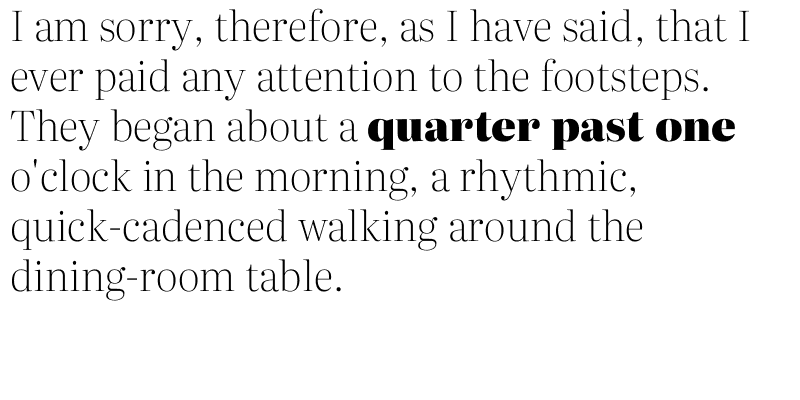 I am sorry, therefore, as I have said, that I
ever paid any attention to the footsteps.
They began about a quarter past one
o'clock in the morning, a rhythmic,
quick-cadenced walking around the
dining-room table.